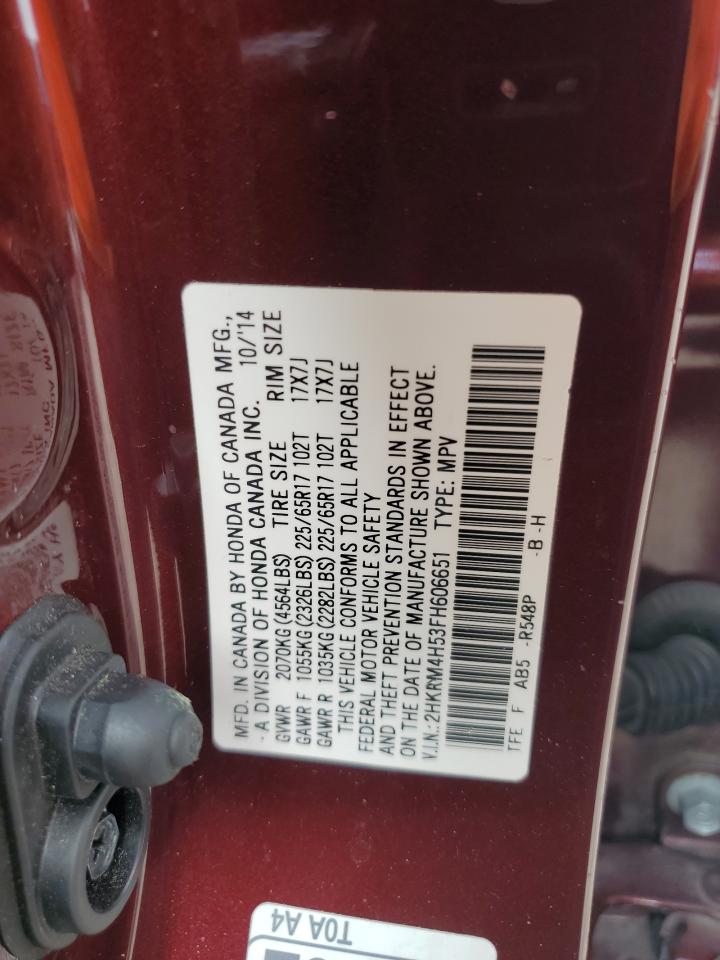 MFD. IN CANADA BY HONDA OF CANADA MFG.,
A DIVISION OF HONDA CANADA INC. 10/'14
GVWR 2070KG (4564LBS) TIRE SIZE RIM SIZE
GAWR F 1055KG (2326LBS) 225/65R17 102T 17X7J
GAWR R 1035KG (2282LBS) 225/65R17 102T 17X7J
THIS VEHICLE CONFORMS TO ALL APPLICABLE
FEDERAL MOTOR VEHICLE SAFETY
AND THEFT PREVENTION STANDARDS IN EFFECT
ON THE DATE OF MANUFACTURE SHOWN ABOVE.
V.I.N.:2HKRM4H53FH606651 TYPE: MPV
TFE F AB5 -R548P -B -H
T0A A4